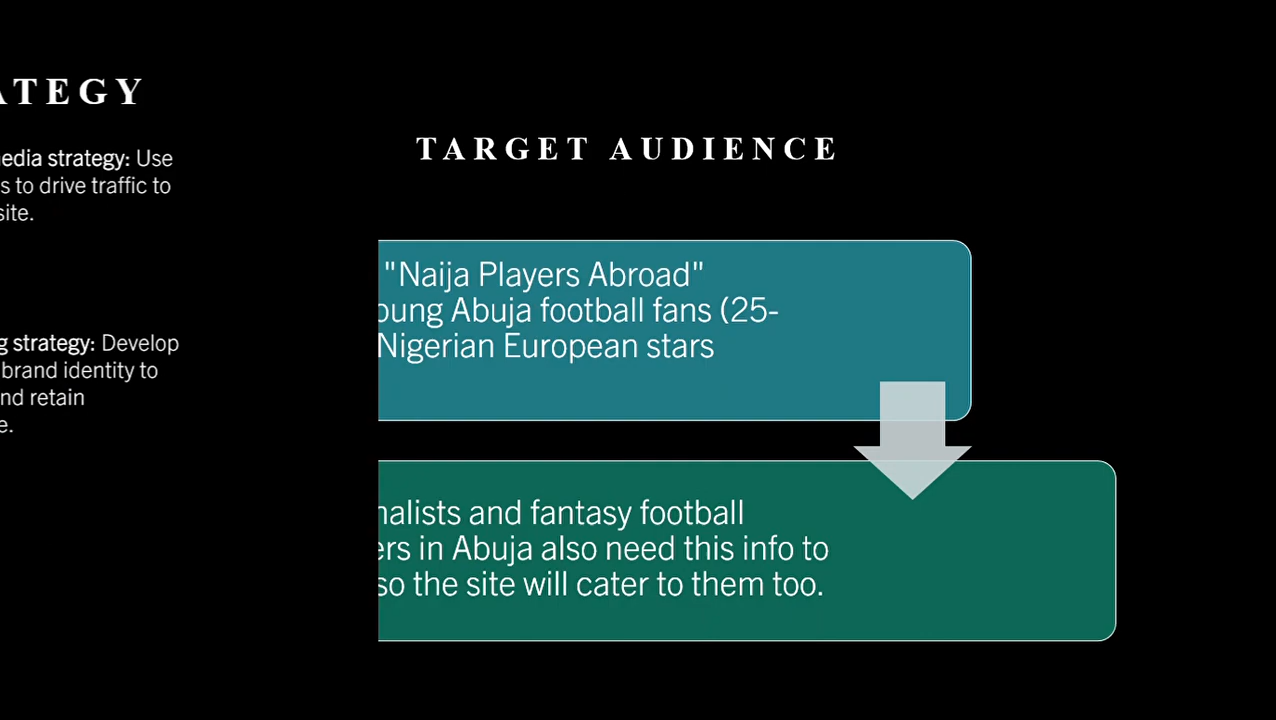 ATEGY
media strategy: Use
s to drive traffic to
site.
g strategy: Develop
brand identity to
nd retain
e.
TARGET AUDIENCE
"Naija Players Abroad"
oung Abuja football fans (25-
Nigerian European stars
nalists and fantasy football
ers in Abuja also need this info to
so the site will cater to them too.